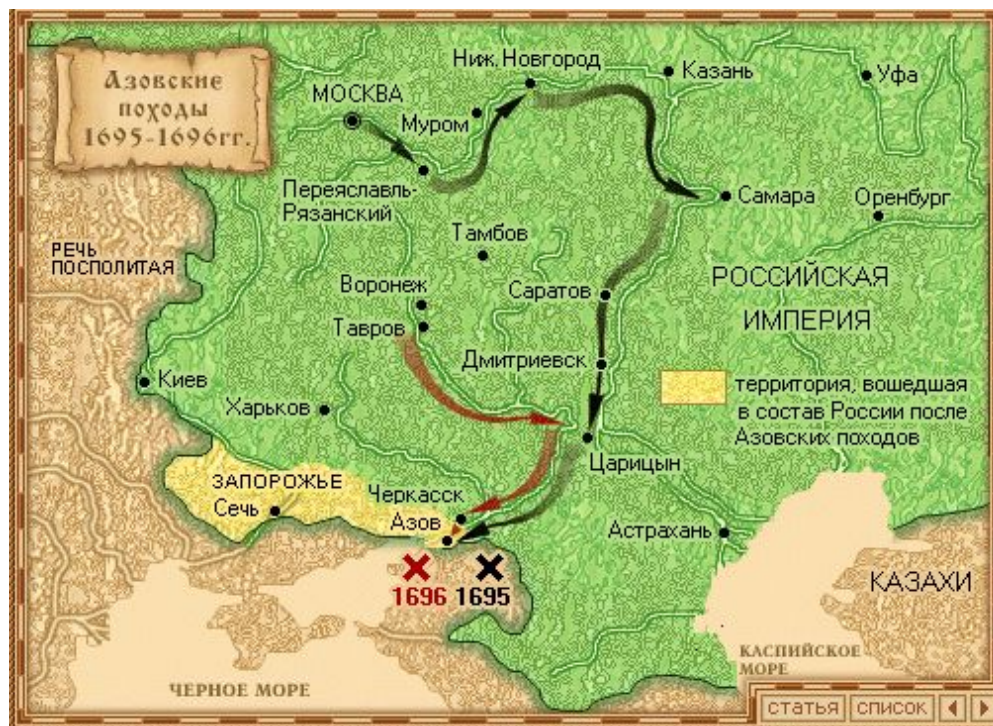 Азовские
походы
1695-1696гг.
Ниж. Новгород
Казань
Уфа
МОСКВА
Муром
Переяславль-
Рязанский
Самара
Оренбург
Тамбов
РЕЧЬ
ПОСПОЛИТАЯ
Воронеж
Саратов
РОССИЙСКАЯ
ИМПЕРИЯ
Тавров
Дмитриевск
Киев
территория, вошедшая
в состав России после
Азовских походов
Харьков
Царицын
ЗАПОРОЖЬЕ
Сечь
Черкасск
Азов
Астрахань
1696
1695
КАЗАХИ
КАСПИЙСКОЕ
МОРЕ
ЧЕРНОЕ МОРЕ
статья
список